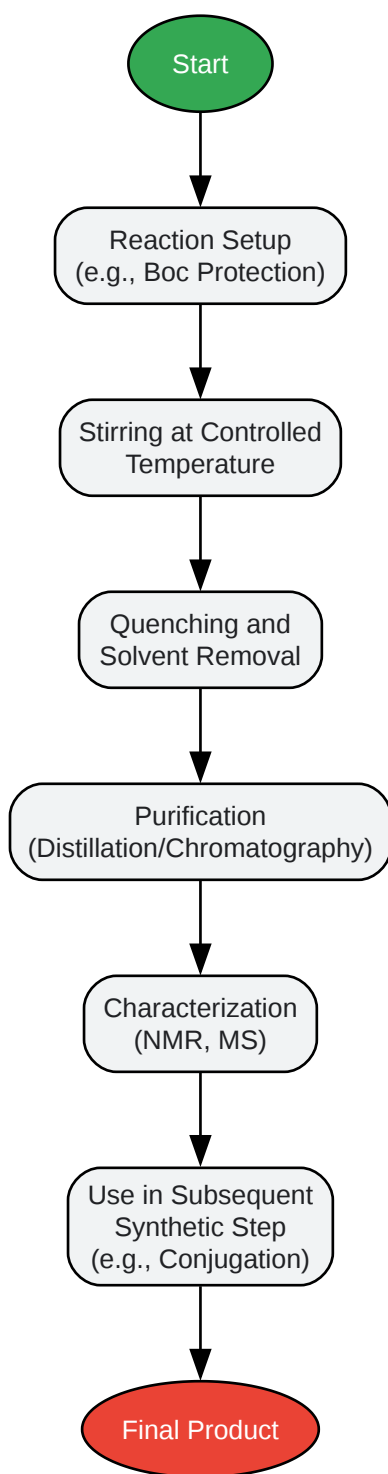 Start
Reaction Setup
(e.g., Boc Protection)
Stirring at Controlled
Temperature
Quenching and
Solvent Removal
Purification
(Distillation/Chromatography)
Characterization
(NMR, MS)
Use in Subsequent
Synthetic Step
(e.g., Conjugation)
Final Product